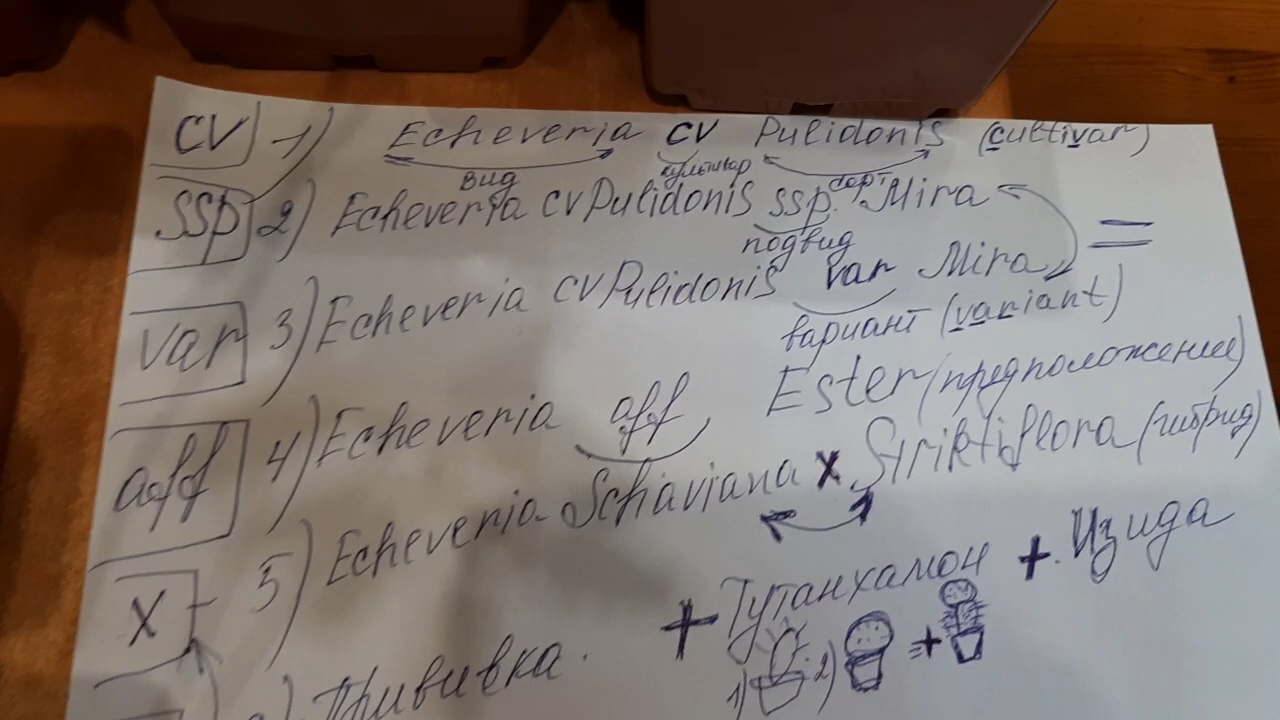 CV 1) Echeveria cv Pulidonis (cultivar)
вид культивар сорт
SSP 2) Echeveria cv Pulidonis ssp. Mira
подвид =
var 3) Echeveria cv Pulidonis var Mira
вариант (variant)
aff 4) Echeveria aff Ester (предположение)
X 5) Echeveria Schaviana x Striktiflora (гибрид)
Прививка. + Тутанхамон + Изида
1) 2) +